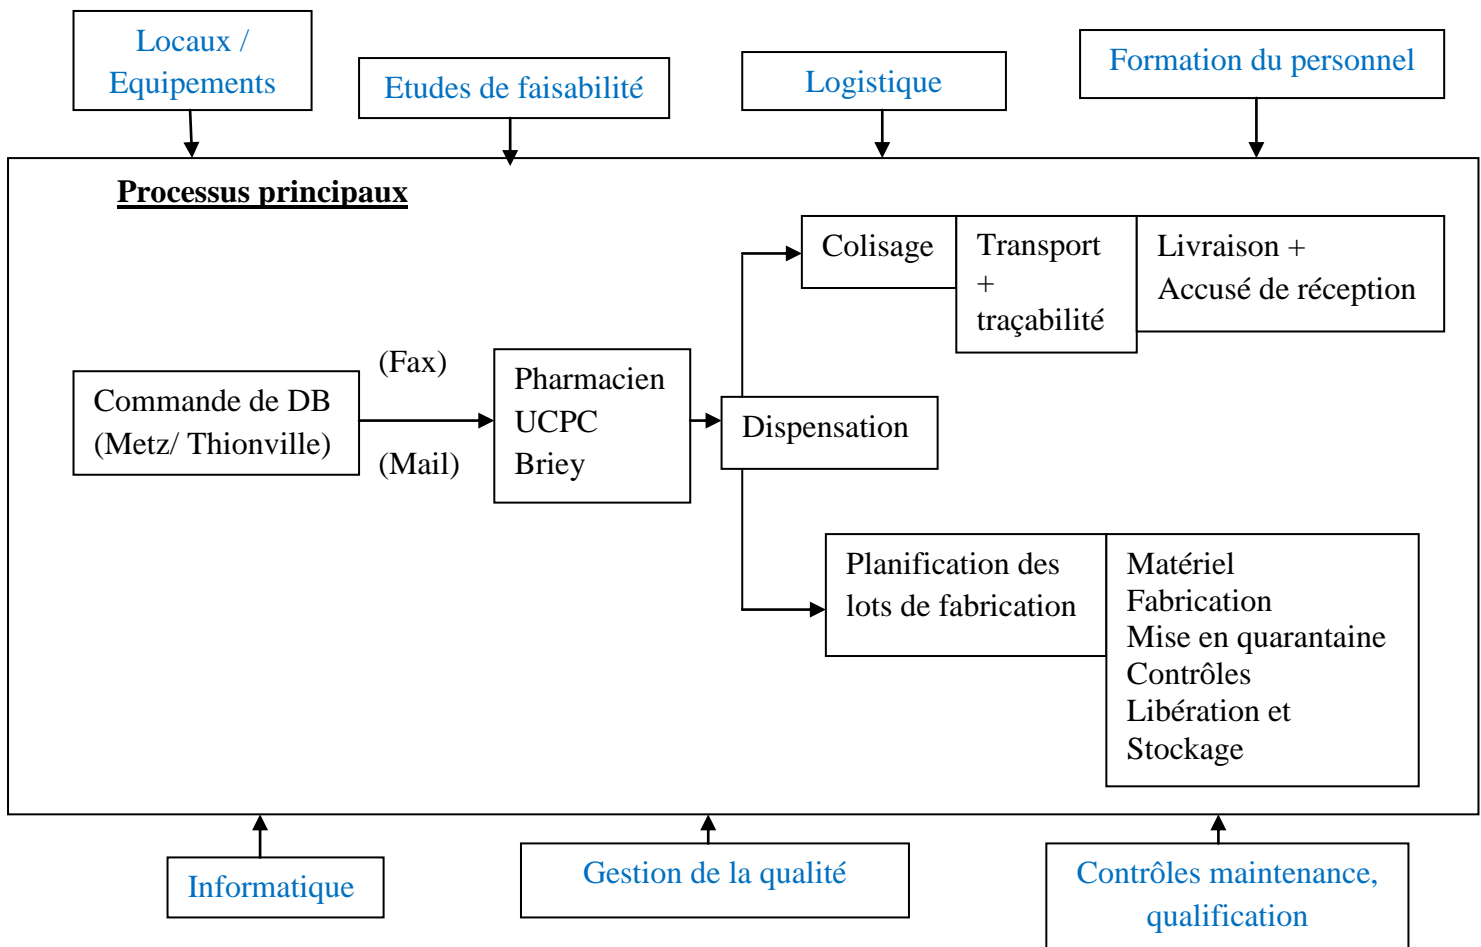 Locaux /
Equipements
Etudes de faisabilité
Logistique
Formation du personnel
Processus principaux
Colisage
Transport
+
traçabilité
Livraison +
Accusé de réception
Commande de DB
(Metz/ Thionville)
(Fax)
(Mail)
Pharmacien
UCPC
Briey
Dispensation
Planification des
lots de fabrication
Matériel
Fabrication
Mise en quarantaine
Contrôles
Libération et
Stockage
Informatique
Gestion de la qualité
Contrôles maintenance,
qualification